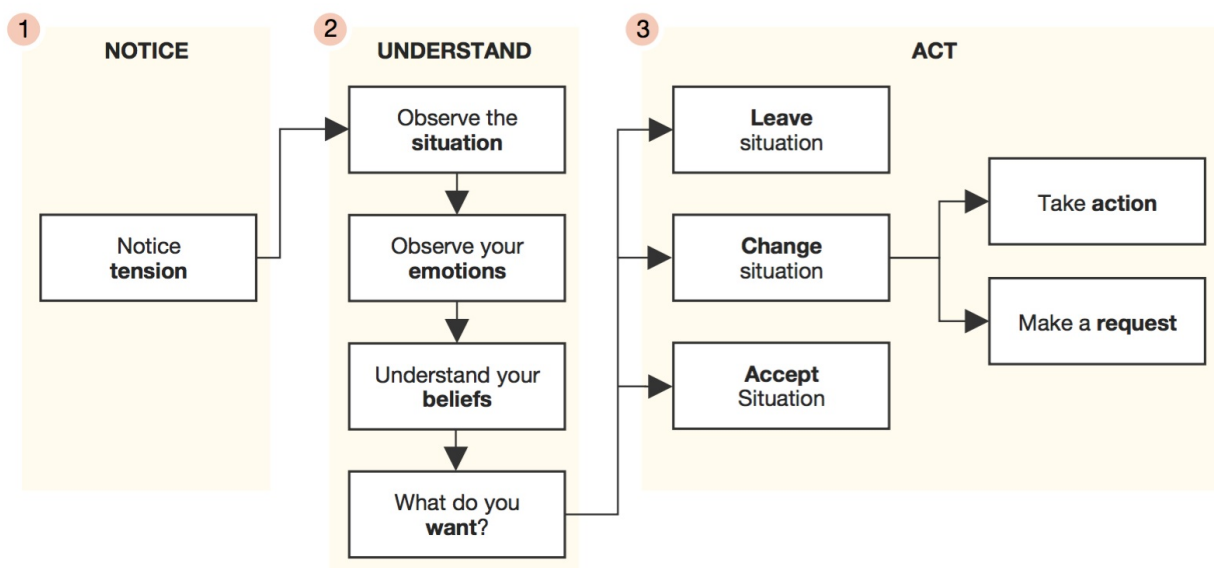 1
NOTICE
Notice
tension
2
UNDERSTAND
Observe the
situation
Observe your
emotions
Understand your
beliefs
What do you
want?
3
ACT
Leave
situation
Change
situation
Accept
Situation
Take action
Make a request